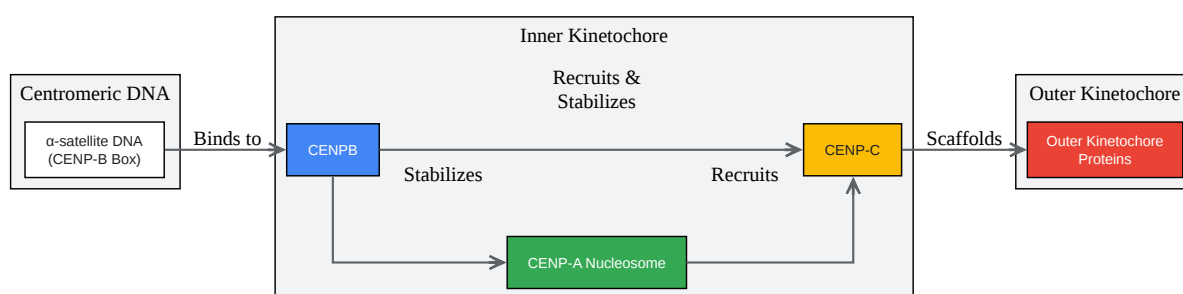 Inner Kinetochore
Recruits &
Stabilizes
Centromeric DNA
α-satellite DNA
(CENP-B Box)
Binds to
CENPB
Stabilizes
Recruits
CENP-C
Scaffolds
Outer Kinetochore
Outer Kinetochore
Proteins
CENP-A Nucleosome